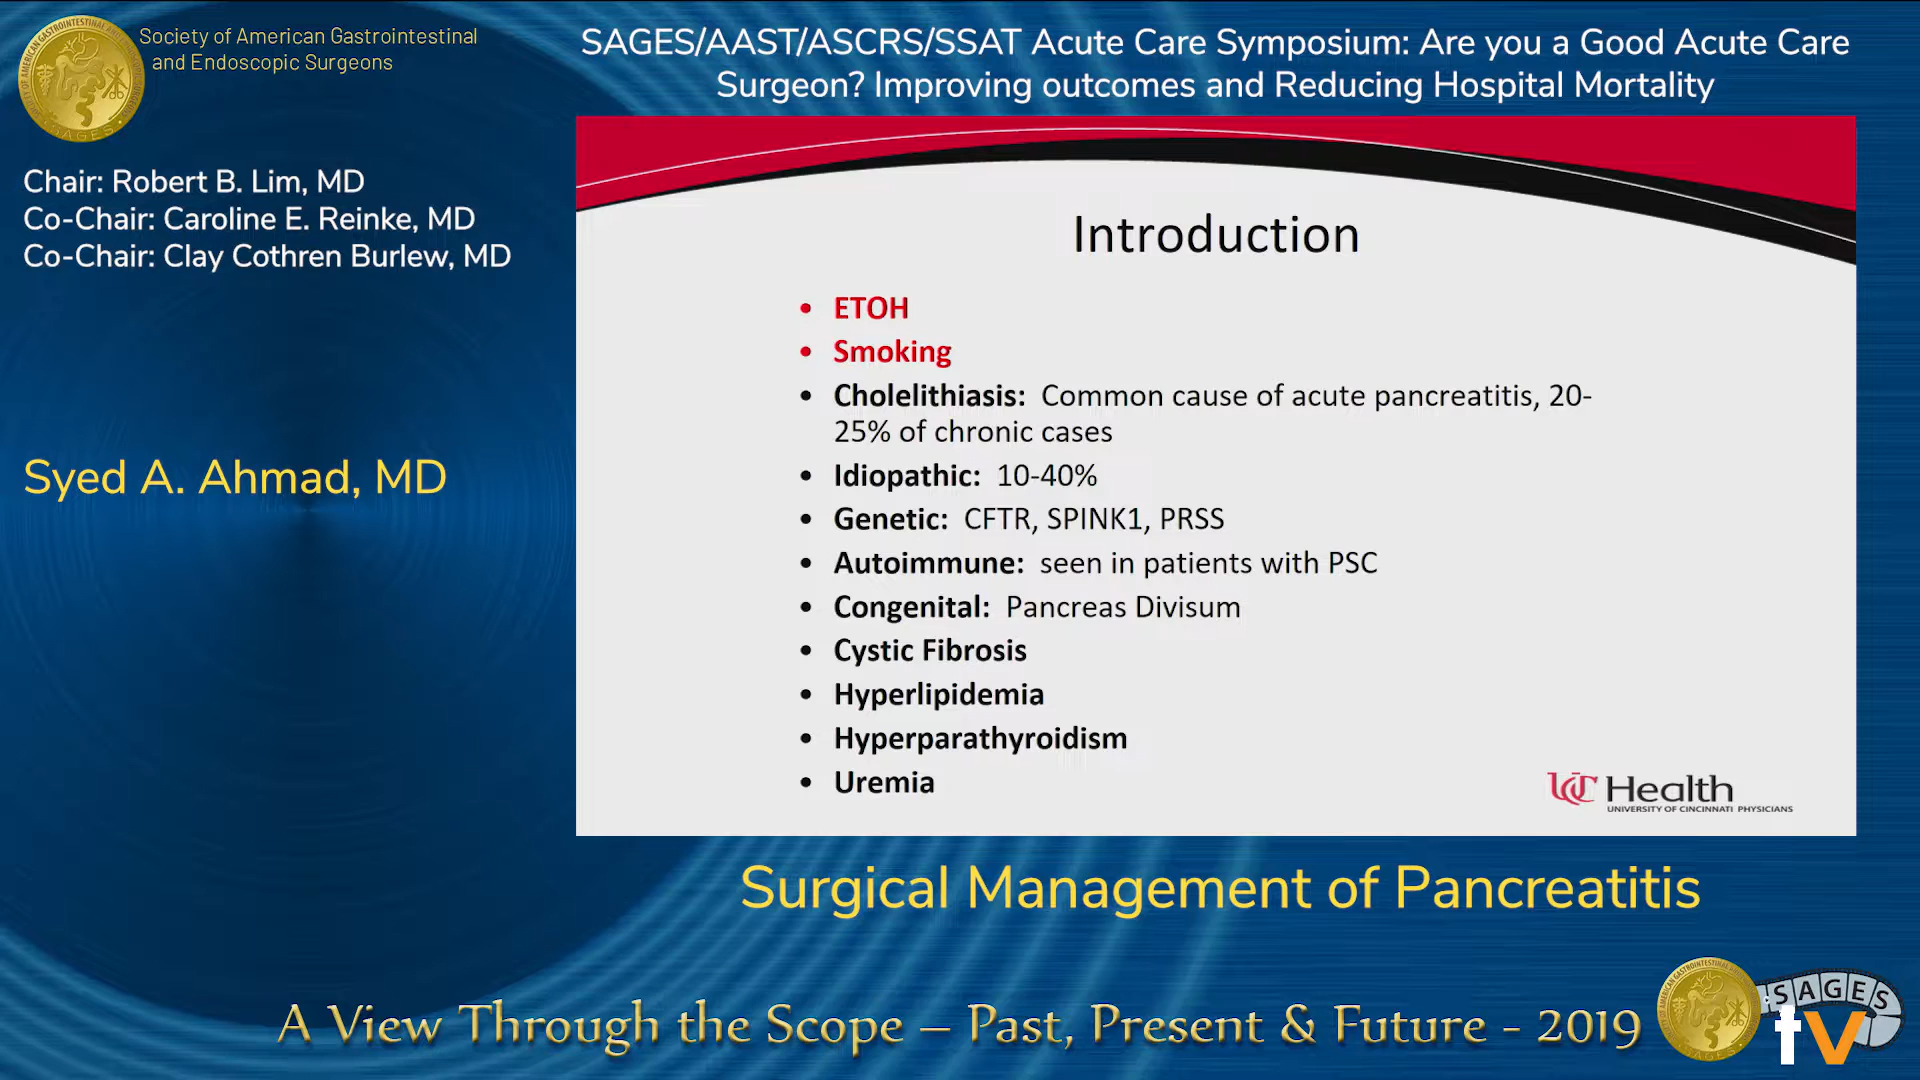 Society of American Gastrointestinal
and Endoscopic Surgeons
SAGES/AAST/ASCRS/SSAT Acute Care Symposium: Are you a Good Acute Care
Surgeon? Improving outcomes and Reducing Hospital Mortality
Chair: Robert B. Lim, MD
Co-Chair: Caroline E. Reinke, MD
Co-Chair: Clay Cothren Burlew, MD
Syed A. Ahmad, MD
Introduction
• ETOH
• Smoking
• Cholelithiasis: Common cause of acute pancreatitis, 20-
25% of chronic cases
• Idiopathic: 10-40%
• Genetic: CFTR, SPINK1, PRSS
• Autoimmune: seen in patients with PSC
• Congenital: Pancreas Divisum
• Cystic Fibrosis
• Hyperlipidemia
• Hyperparathyroidism
• Uremia
UC Health
UNIVERSITY OF CINCINNATI PHYSICIANS
Surgical Management of Pancreatitis
A View Through the Scope – Past, Present & Future - 2019
SAGES
tv